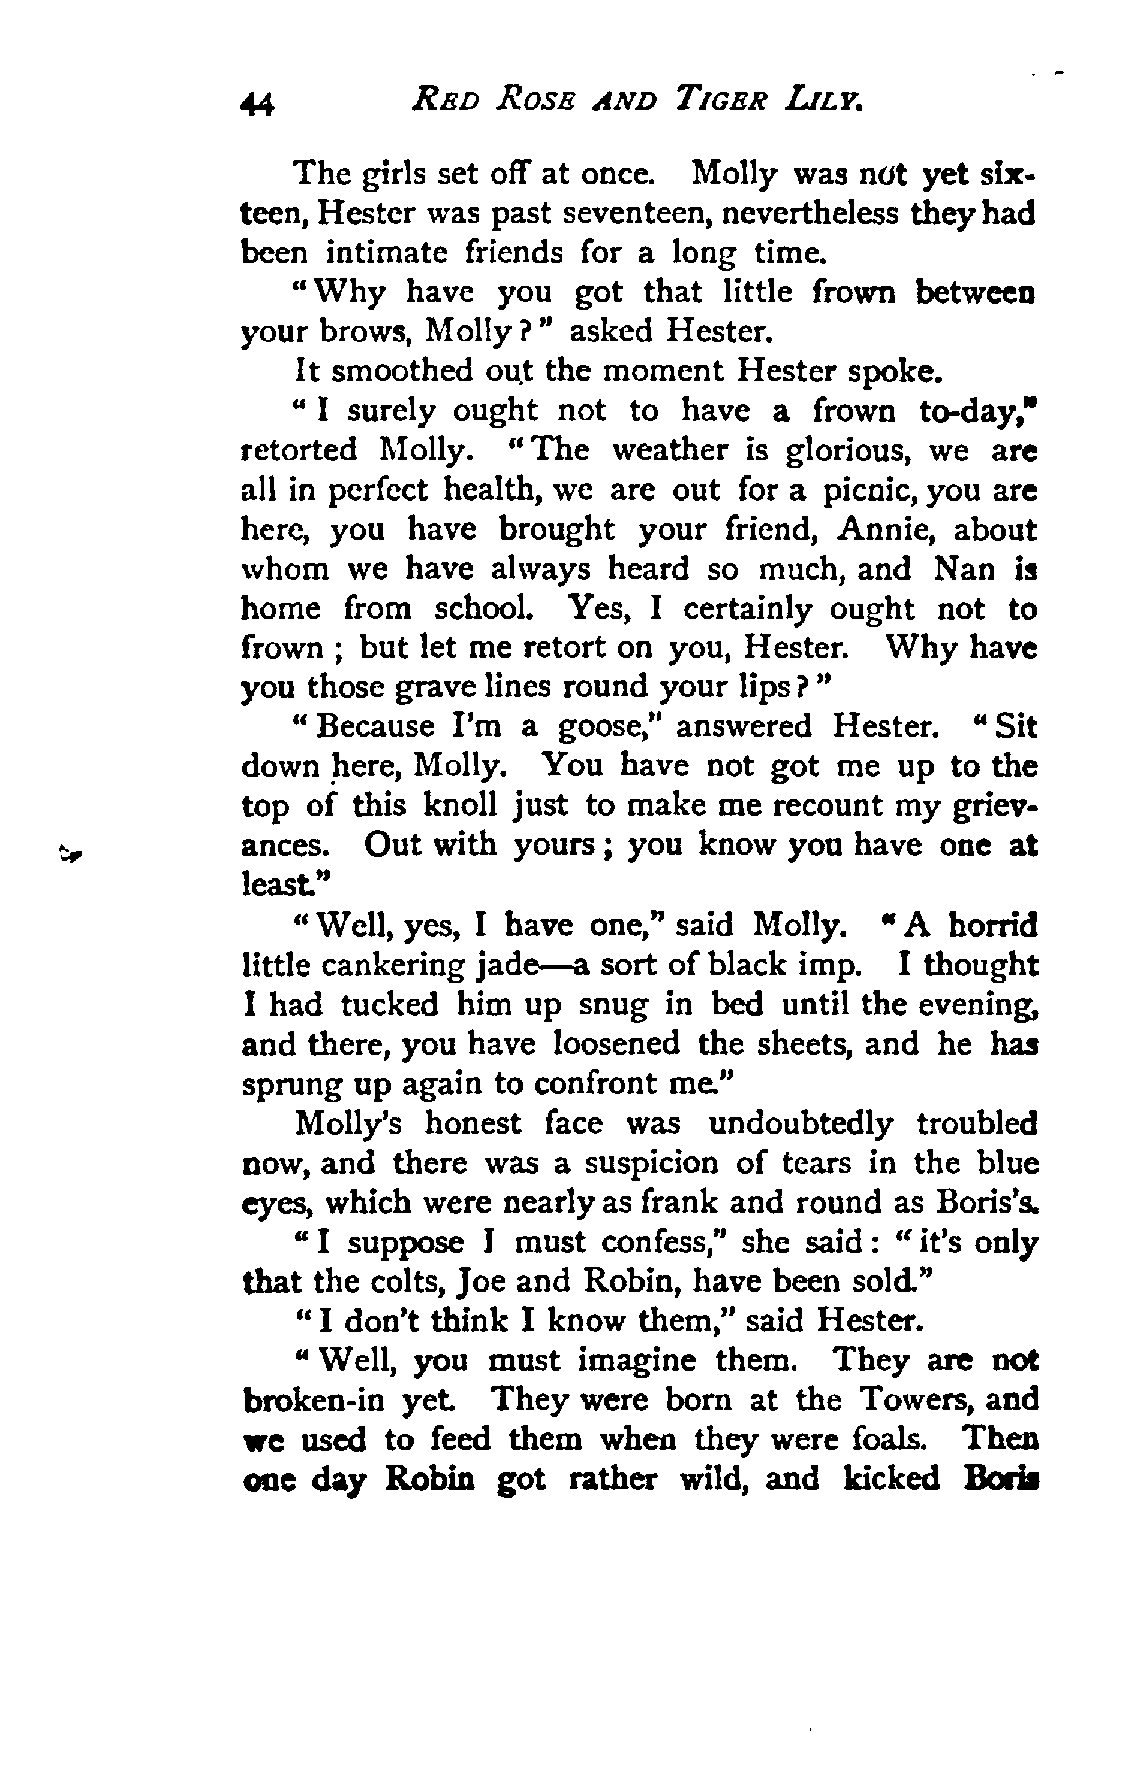 44 RED ROSE AND TIGER LILY.
The girls set off at once. Molly was not yet six-
teen, Hester was past seventeen, nevertheless they had
been intimate friends for a long time.
"Why have you got that little frown between
your brows, Molly?" asked Hester.
It smoothed out the moment Hester spoke.
"I surely ought not to have a frown to-day,"
retorted Molly. "The weather is glorious, we are
all in perfect health, we are out for a picnic, you are
here, you have brought your friend, Annie, about
whom we have always heard so much, and Nan is
home from school. Yes, I certainly ought not to
frown; but let me retort on you, Hester. Why have
you those grave lines round your lips?"
"Because I'm a goose," answered Hester. "Sit
down here, Molly. You have not got me up to the
top of this knoll just to make me recount my griev-
ances. Out with yours; you know you have one at
least."
"Well, yes, I have one," said Molly. "A horrid
little cankering jade—a sort of black imp. I thought
I had tucked him up snug in bed until the evening,
and there, you have loosened the sheets, and he has
sprung up again to confront me."
Molly's honest face was undoubtedly troubled
now, and there was a suspicion of tears in the blue
eyes, which were nearly as frank and round as Boris's.
"I suppose I must confess," she said: "it's only
that the colts, Joe and Robin, have been sold."
"I don't think I know them," said Hester.
"Well, you must imagine them. They are not
broken-in yet. They were born at the Towers, and
we used to feed them when they were foals. Then
one day Robin got rather wild, and kicked Boris